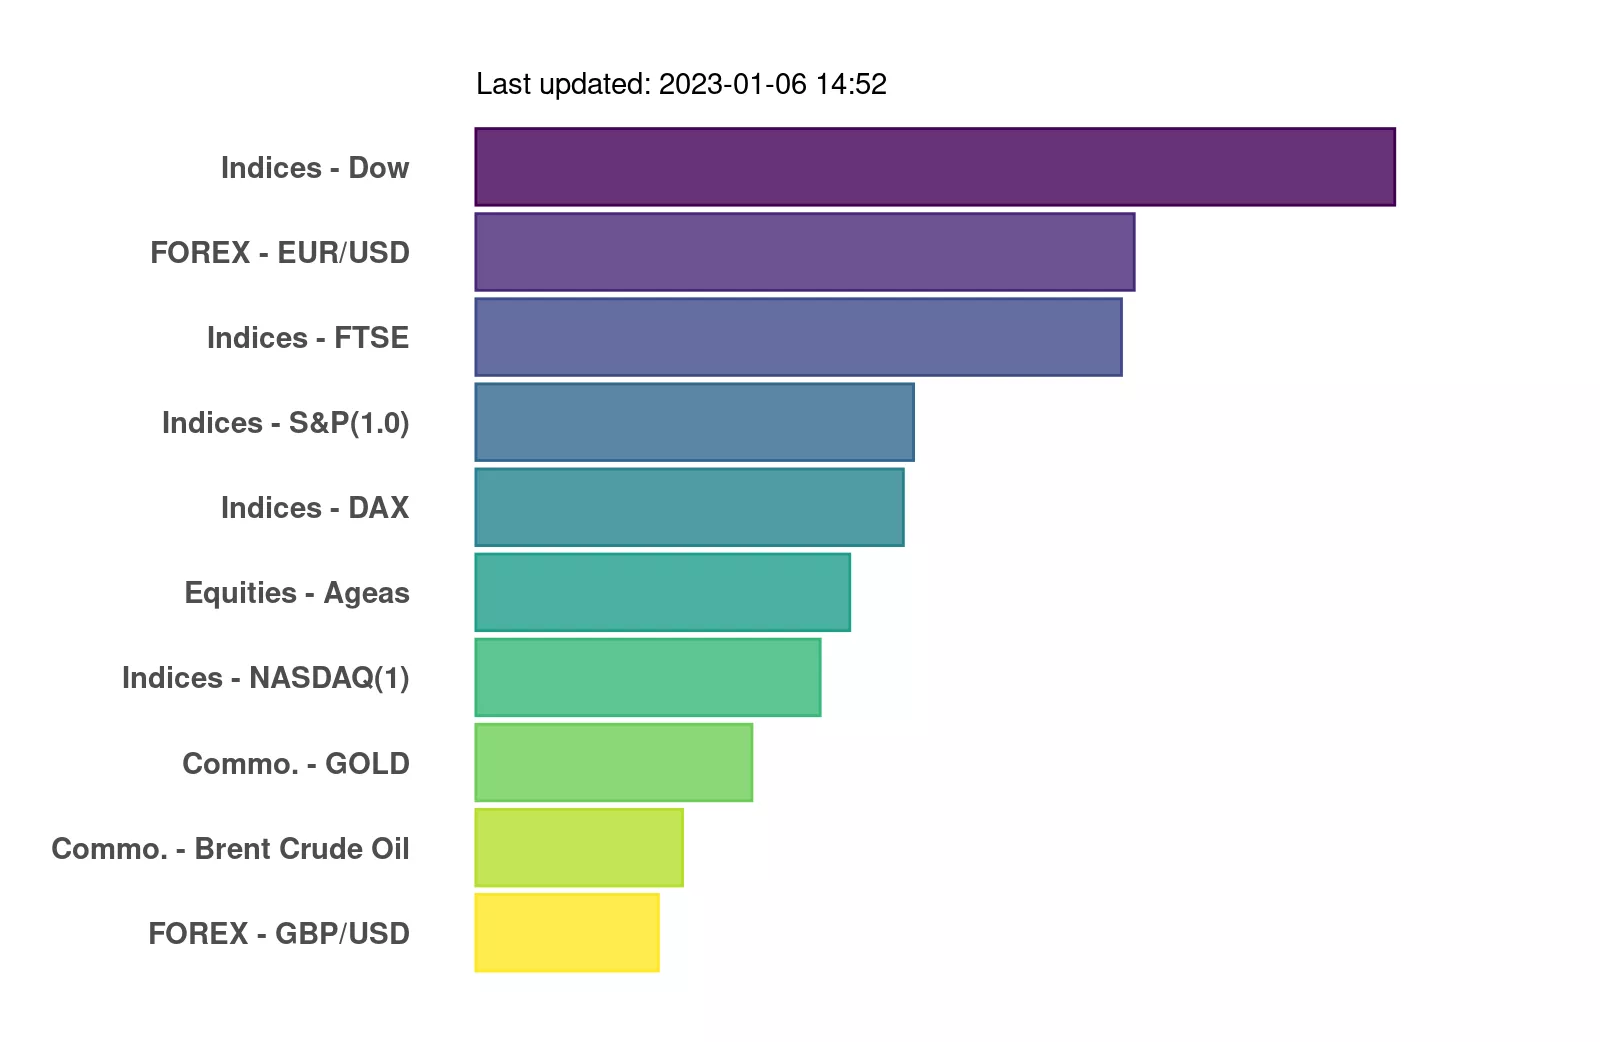 Last updated: 2023-01-06 14:52
Indices - Dow
FOREX - EUR/USD
Indices - FTSE
Indices - S&P(1.0)
Indices - DAX
Equities - Ageas
Indices - NASDAQ(1)
Commo. - GOLD
Commo. - Brent Crude Oil
FOREX - GBP/USD